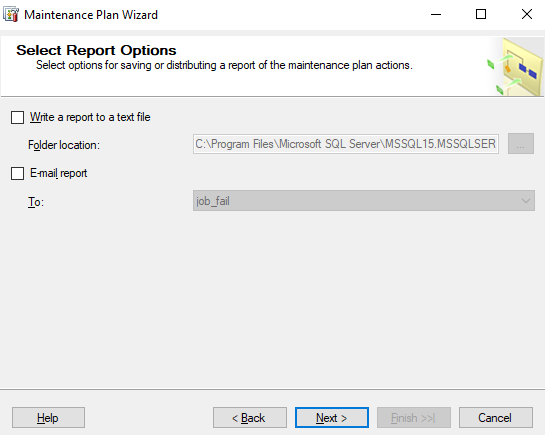 Maintenance Plan Wizard
Select Report Options
Select options for saving or distributing a report of the maintenance plan actions.
Write a report to a text file
Folder location:
C:\Program Files\Microsoft SQL Server\MSSQL15.MSSQLSER
...
E-mail report
To:
job_fail
Help
< Back
Next >
Finish >>|
Cancel